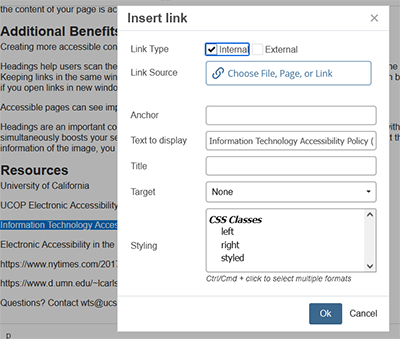 the content of your page is ac
Insert link
×
Additional Benefits
Creating more accessible con
Link Type
Internal
External
Headings help users scan the
Keeping links in the same win
if you open links in new windo
Link Source
Choose File, Page, or Link
Accessible pages can see imp
Anchor
Headings are an important co
simultaneously boosts your se
information of the image, you
Text to display
Information Technology Accessibility Policy (
Title
Resources
University of California
Target
None
UCOP Electronic Accessibility
Information Technology Acces
Electronic Accessibility in the
https://www.nytimes.com/201
https://www.d.umn.edu/~lcarls
Questions? Contact wts@ucs
Styling
CSS Classes
left
right
styled
Ctrl/Cmd + click to select multiple formats
Ok
Cancel
p